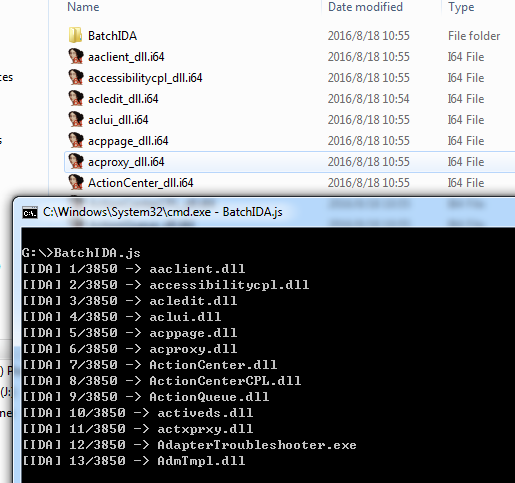 Name Date modified Type
BatchIDA 2016/8/18 10:55 File folder
aaclient_dll.i64 2016/8/18 10:55 I64 File
accessibilitycpl_dll.i64 2016/8/18 10:55 I64 File
acledit_dll.i64 2016/8/18 10:54 I64 File
aclui_dll.i64 2016/8/18 10:55 I64 File
acppage_dll.i64 2016/8/18 10:55 I64 File
acproxy_dll.i64 2016/8/18 10:55 I64 File
ActionCenter_dll.i64 2016/8/18 10:55 I64 File
C:\Windows\System32\cmd.exe - BatchIDA.js
G:\>BatchIDA.js
[IDA] 1/3850 -> aaclient.dll
[IDA] 2/3850 -> accessibilitycpl.dll
[IDA] 3/3850 -> acledit.dll
[IDA] 4/3850 -> aclui.dll
[IDA] 5/3850 -> acppage.dll
[IDA] 6/3850 -> acproxy.dll
[IDA] 7/3850 -> ActionCenter.dll
[IDA] 8/3850 -> ActionCenterCPL.dll
[IDA] 9/3850 -> ActionQueue.dll
[IDA] 10/3850 -> activeds.dll
[IDA] 11/3850 -> actxprxy.dll
[IDA] 12/3850 -> AdapterTroubleshooter.exe
[IDA] 13/3850 -> AdmTmpl.dll